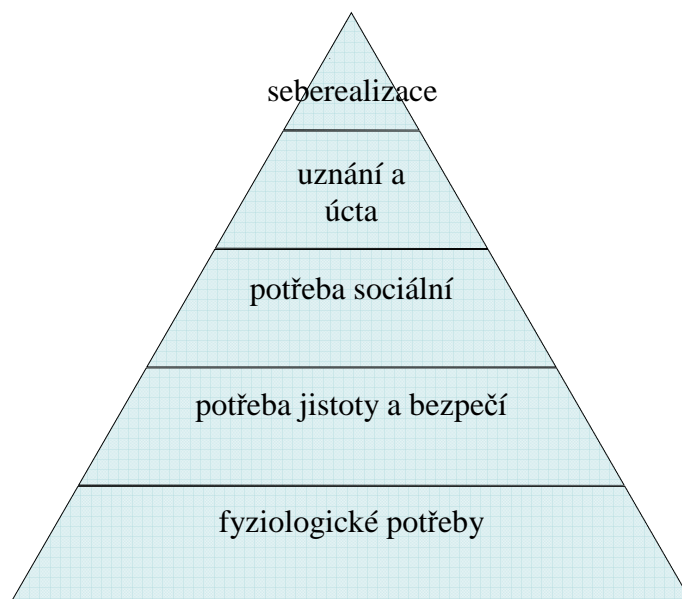 seberealizace
uznání a
úcta
potřeba sociální
potřeba jistoty a bezpečí
fyziologické potřeby